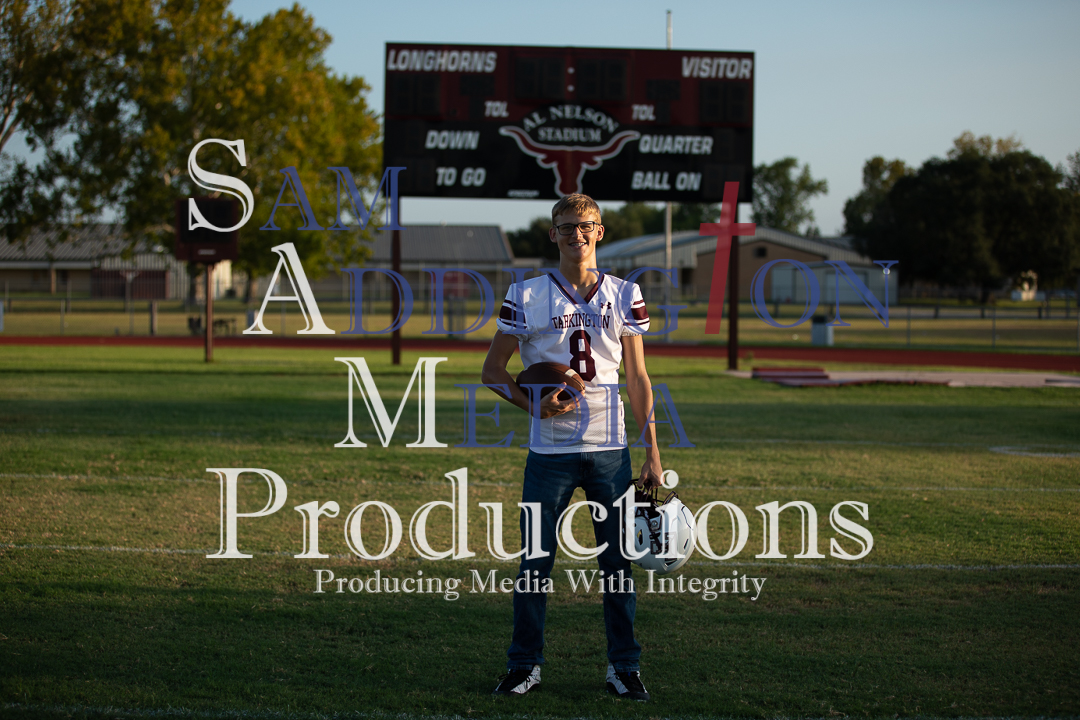 LONGHORNS VISITOR
TOL TOL
AL NELSON
STADIUM
DOWN QUARTER
TO GO BALL ON
SAM
ADDINGTON
MEDIA
Productions
Producing Media With Integrity
TARKINGTON
8